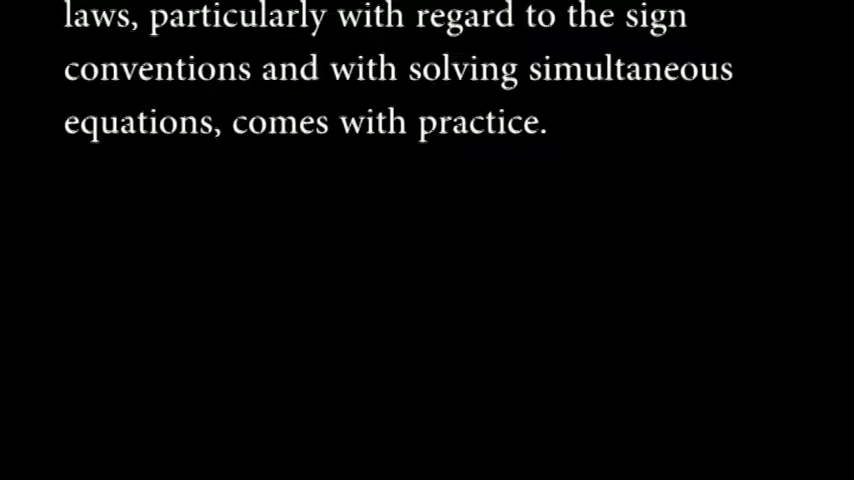 laws, particularly with regard to the sign
conventions and with solving simultaneous
equations, comes with practice.